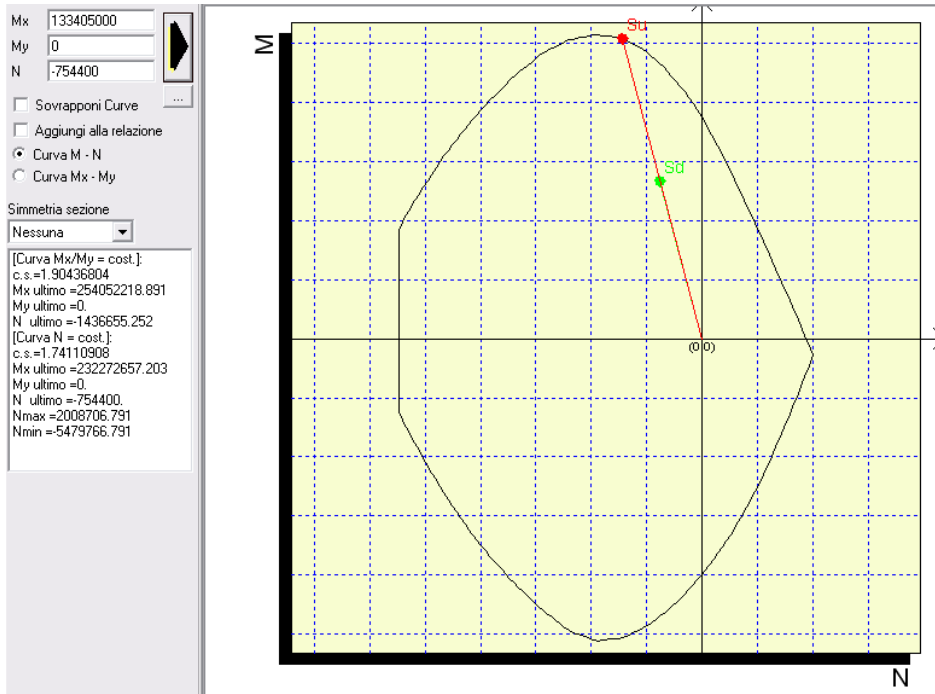 Mx 133405000
My 0
N -754400
...
Sovrapponi Curve
Aggiungi alla relazione
Curva M - N
Curva Mx - My
Simmetria sezione
Nessuna
[Curva Mx/My = cost.]:
c.s.=1.90436804
Mx ultimo =254052218.891
My ultimo =0.
N ultimo =-1436655.252
[Curva N = cost.]:
c.s.=1.74110908
Mx ultimo =232272657.203
My ultimo =0.
N ultimo =-754400.
Nmax =2008706.791
Nmin =-5479766.791
M
Su
Sd
(0;0)
N